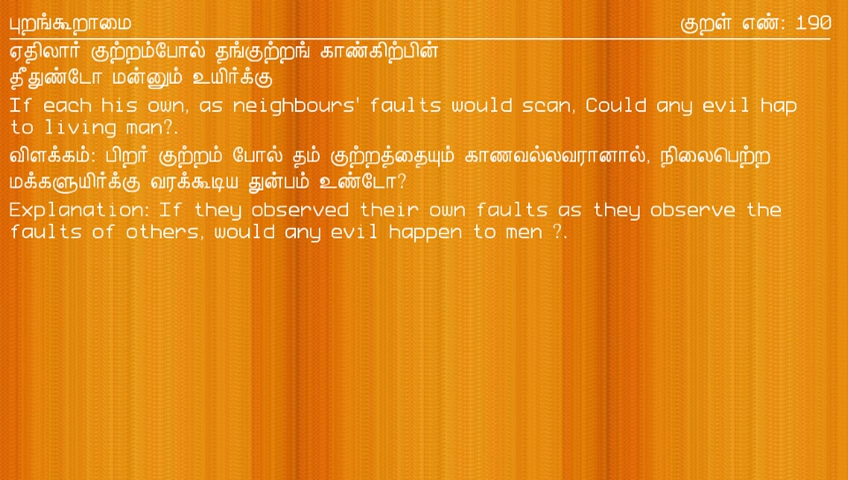 புறங்கூறாமை குறள் எண்: 190
ஏதிலார் குற்றம்போல் தங்குற்றங் காண்கிற்பின்
தீதுண்டோ மன்னும் உயிர்க்கு
If each his own, as neighbours' faults would scan, Could any evil hap
to living man?.
விளக்கம்: பிறர் குற்றம் போல் தம் குற்றத்தையும் காணவல்லவரானால், நிலைபெற்ற
மக்களுயிர்க்கு வரக்கூடிய துன்பம் உண்டோ?
Explanation: If they observed their own faults as they observe the
faults of others, would any evil happen to men ?.